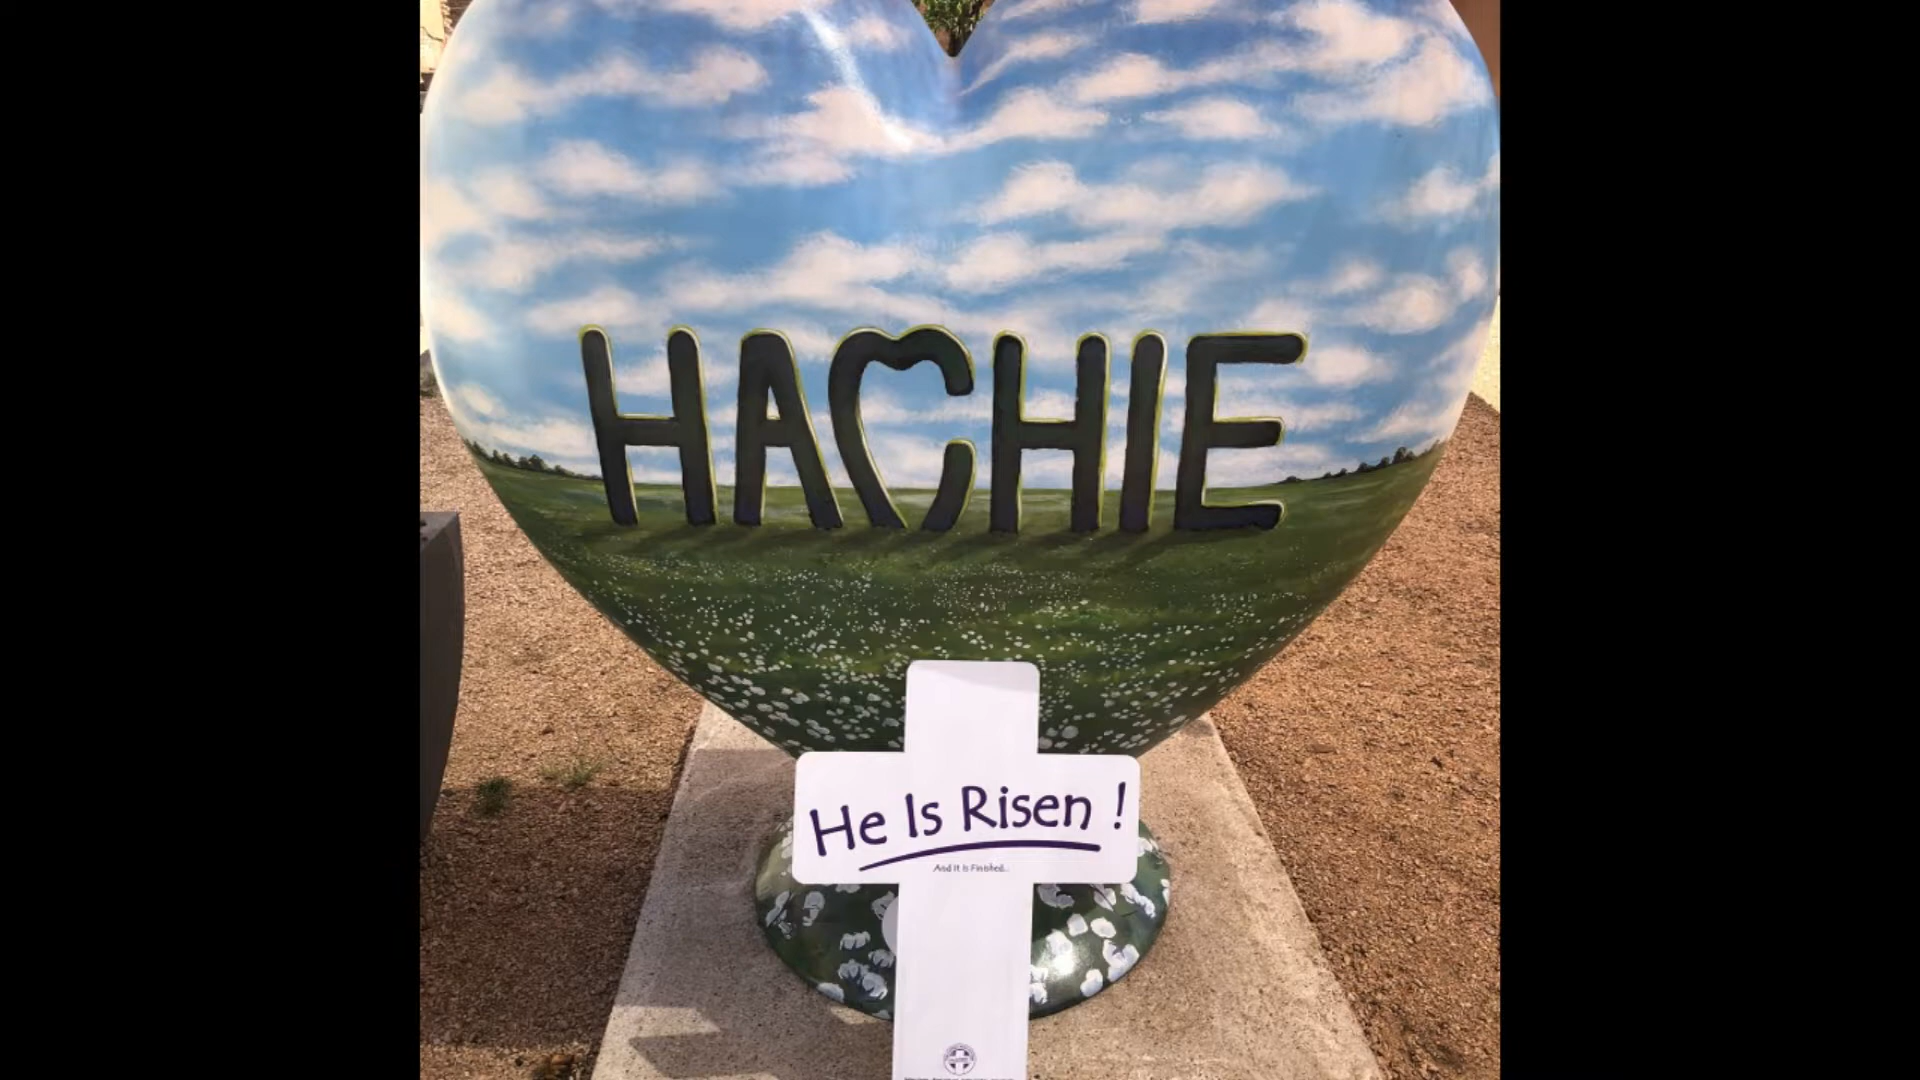 HACHIE
He Is Risen !
And It Is Finished...